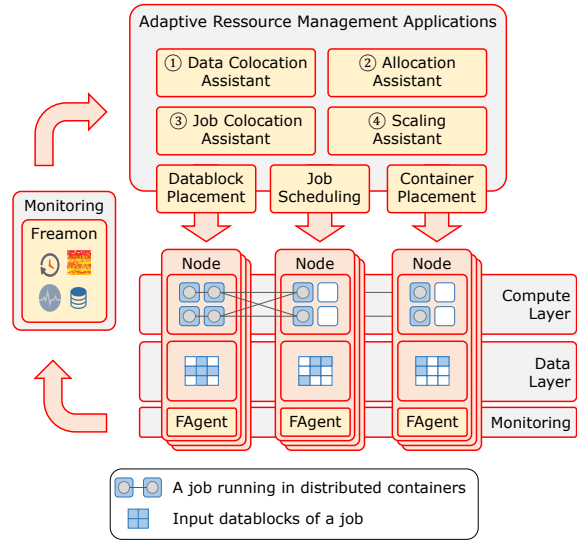 Adaptive Ressource Management Applications
① Data Colocation
Assistant
② Allocation
Assistant
③ Job Colocation
Assistant
④ Scaling
Assistant
Datablock
Placement
Job
Scheduling
Container
Placement
Monitoring
Freamon
Node
Node
Node
Compute
Layer
Data
Layer
FAgent
FAgent
FAgent
Monitoring
A job running in distributed containers
Input datablocks of a job